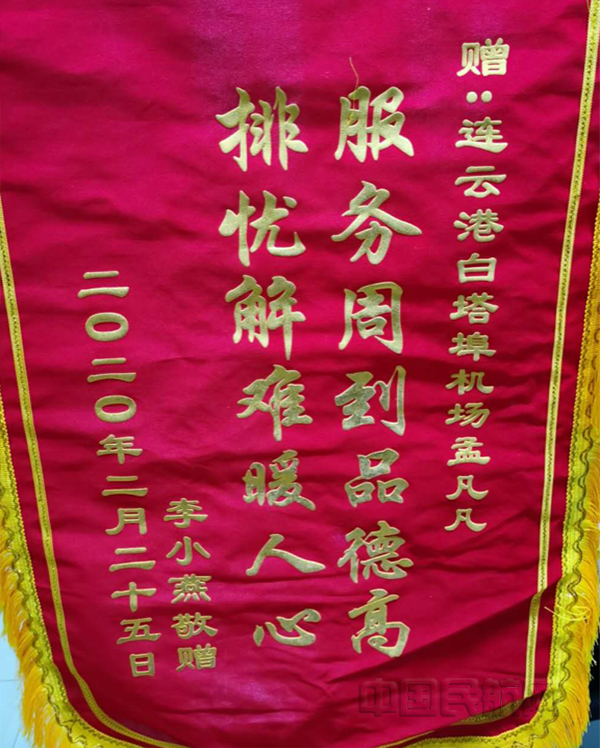 赠:连云港白塔埠机场孟凡凡
服务周到品德高
排忧解难暖人心
李小燕敬赠
二〇二〇年二月二十五日
中国民航网